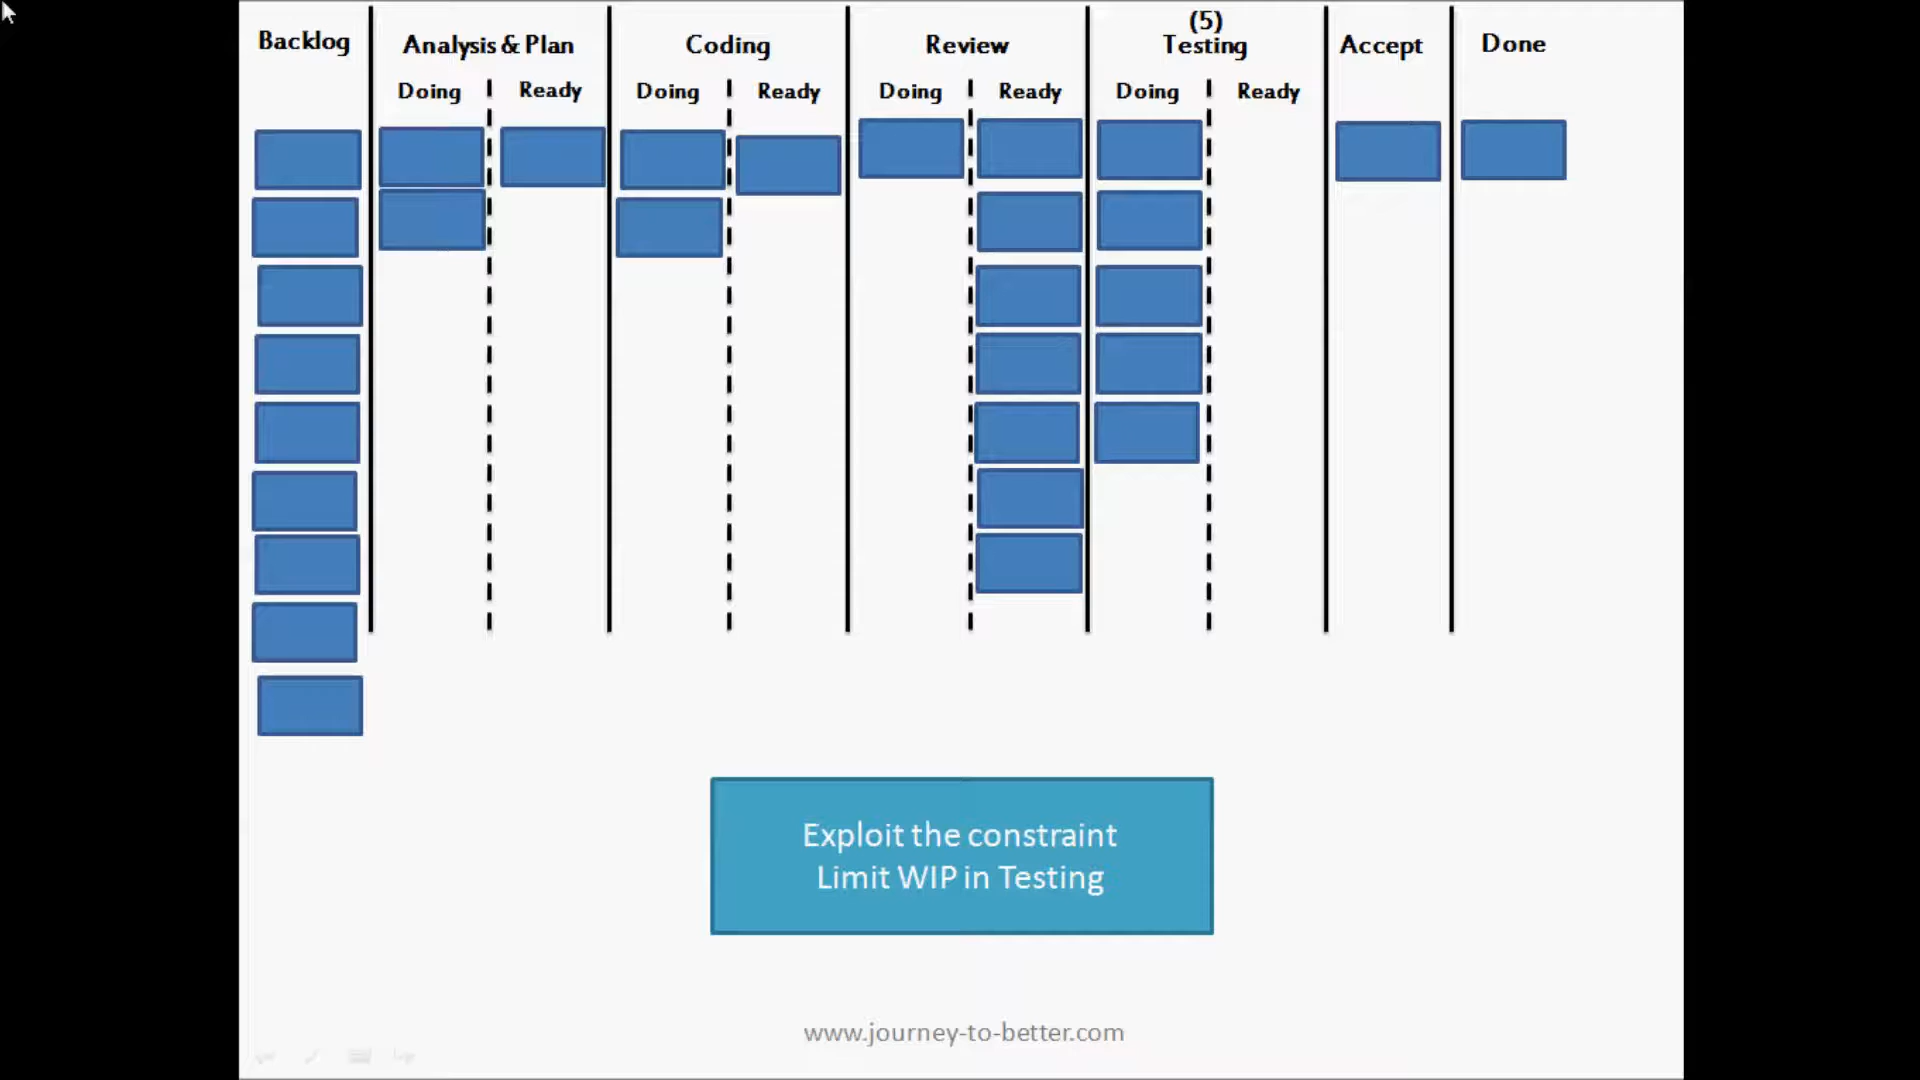 Backlog
Analysis & Plan
Coding
Review
(5)
Testing
Accept
Done
Doing
Ready
Doing
Ready
Doing
Ready
Doing
Ready
Exploit the constraint
Limit WIP in Testing
www.journey-to-better.com